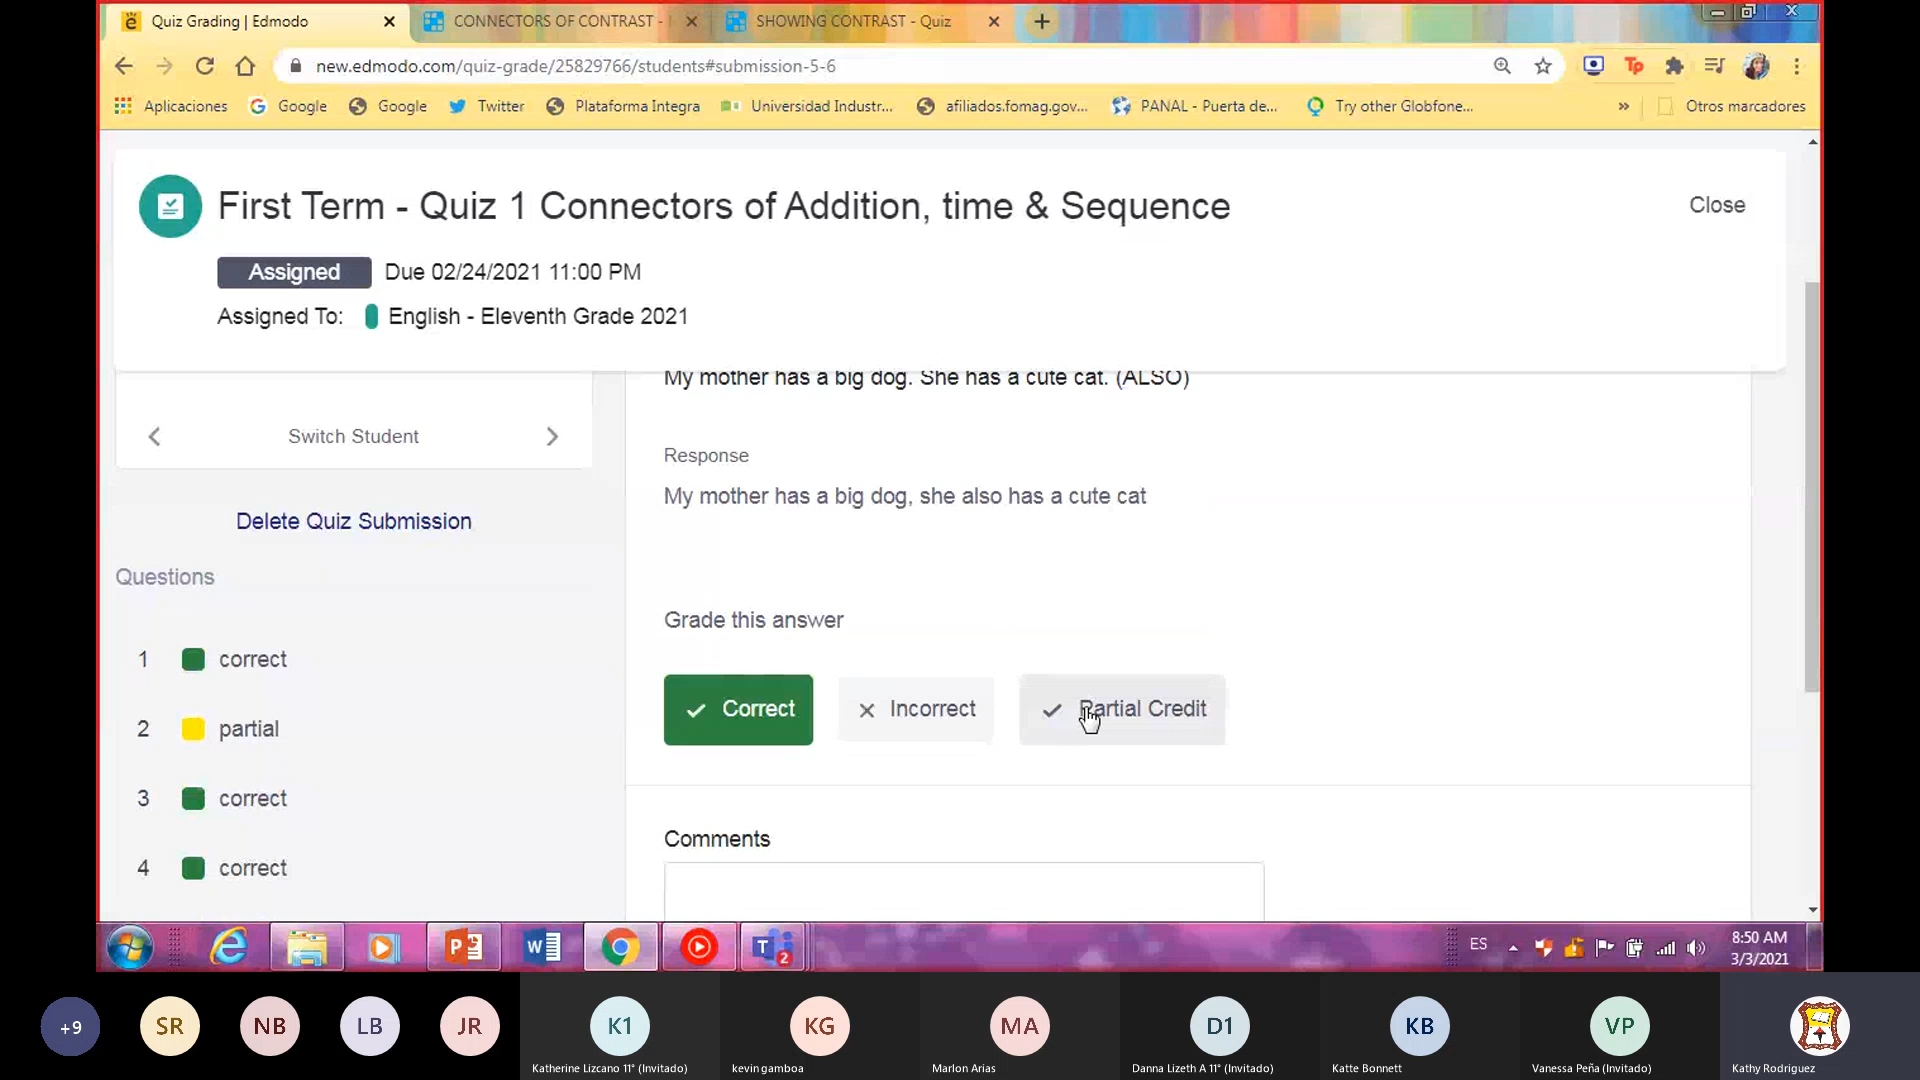 Quiz Grading | Edmodo
CONNECTORS OF CONTRAST -
SHOWING CONTRAST - Quiz
new.edmodo.com/quiz-grade/25829766/students#submission-5-6
Aplicaciones
Google
Google
Twitter
Plataforma Integra
Universidad Industr...
afiliados.fomag.gov...
PANAL - Puerta de...
Try other Globfone...
»
Otros marcadores
First Term - Quiz 1 Connectors of Addition, time & Sequence
Close
Assigned
Due 02/24/2021 11:00 PM
Assigned To:
English - Eleventh Grade 2021
My mother has a big dog. She has a cute cat. (ALSO)
Switch Student
Response
My mother has a big dog, she also has a cute cat
Delete Quiz Submission
Questions
Grade this answer
1 correct
Correct
Incorrect
Partial Credit
2 partial
3 correct
Comments
4 correct
ES
8:50 AM
3/3/2021
+9
SR
NB
LB
JR
K1
KG
MA
D1
KB
VP
Katherine Lizcano 11° (Invitado)
kevin gamboa
Marlon Arias
Danna Lizeth A 11° (Invitado)
Katte Bonnett
Vanessa Peña (Invitado)
Kathy Rodriguez